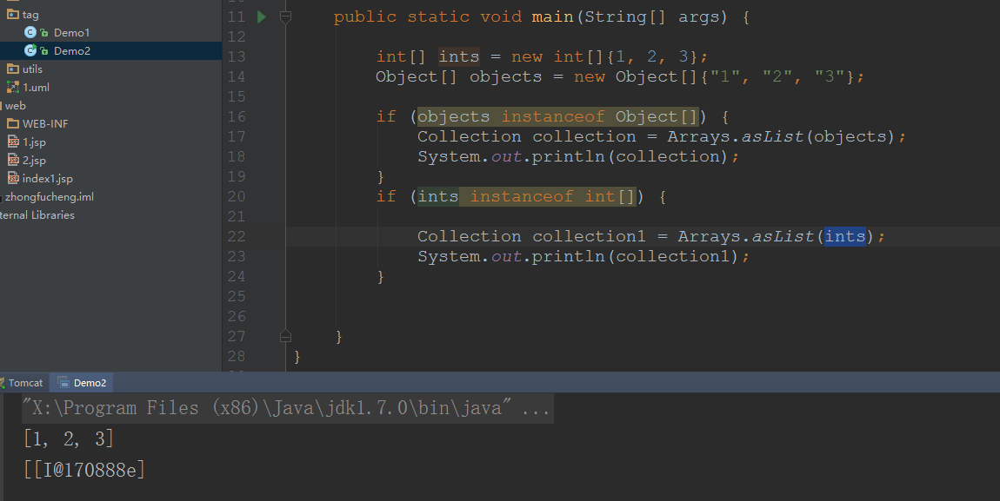 tag
Demo1
Demo2
utils
1.uml
web
WEB-INF
1.jsp
2.jsp
index1.jsp
zhongfucheng.iml
ternal Libraries
11 public static void main(String[] args) {
12
13 int[] ints = new int[]{1, 2, 3};
14 Object[] objects = new Object[]{"1", "2", "3"};
15
16 if (objects instanceof Object[]) {
17 Collection collection = Arrays.asList(objects);
18 System.out.println(collection);
19 }
20 if (ints instanceof int[]) {
21
22 Collection collection1 = Arrays.asList(ints);
23 System.out.println(collection1);
24 }
25
26
27 }
28 }
Tomcat Demo2
"X:\Program Files (x86)\Java\jdk1.7.0\bin\java" ...
[1, 2, 3]
[[I@170888e]